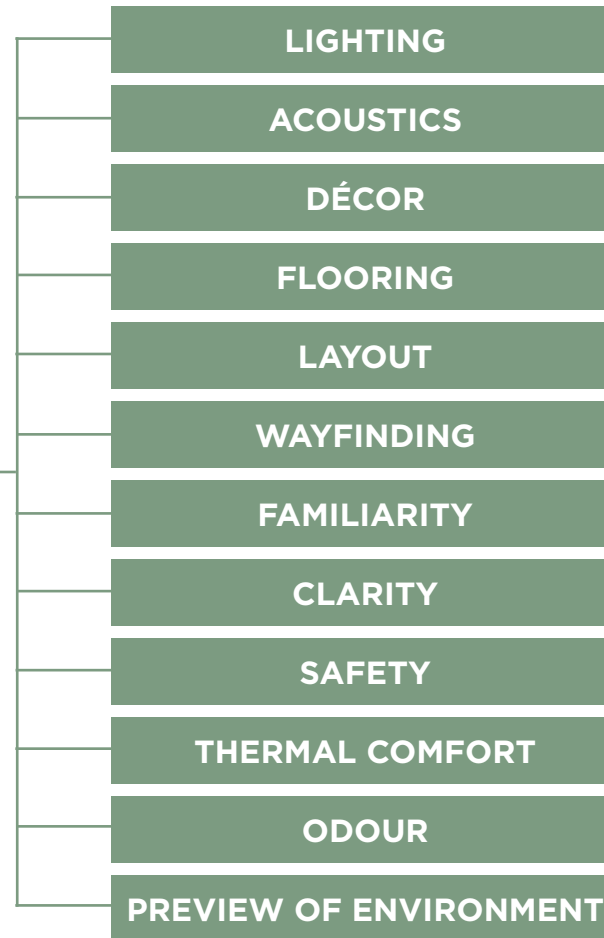 LIGHTING
ACOUSTICS
DÉCOR
FLOORING
LAYOUT
WAYFINDING
FAMILIARITY
CLARITY
SAFETY
THERMAL COMFORT
ODOUR
PREVIEW OF ENVIRONMENT